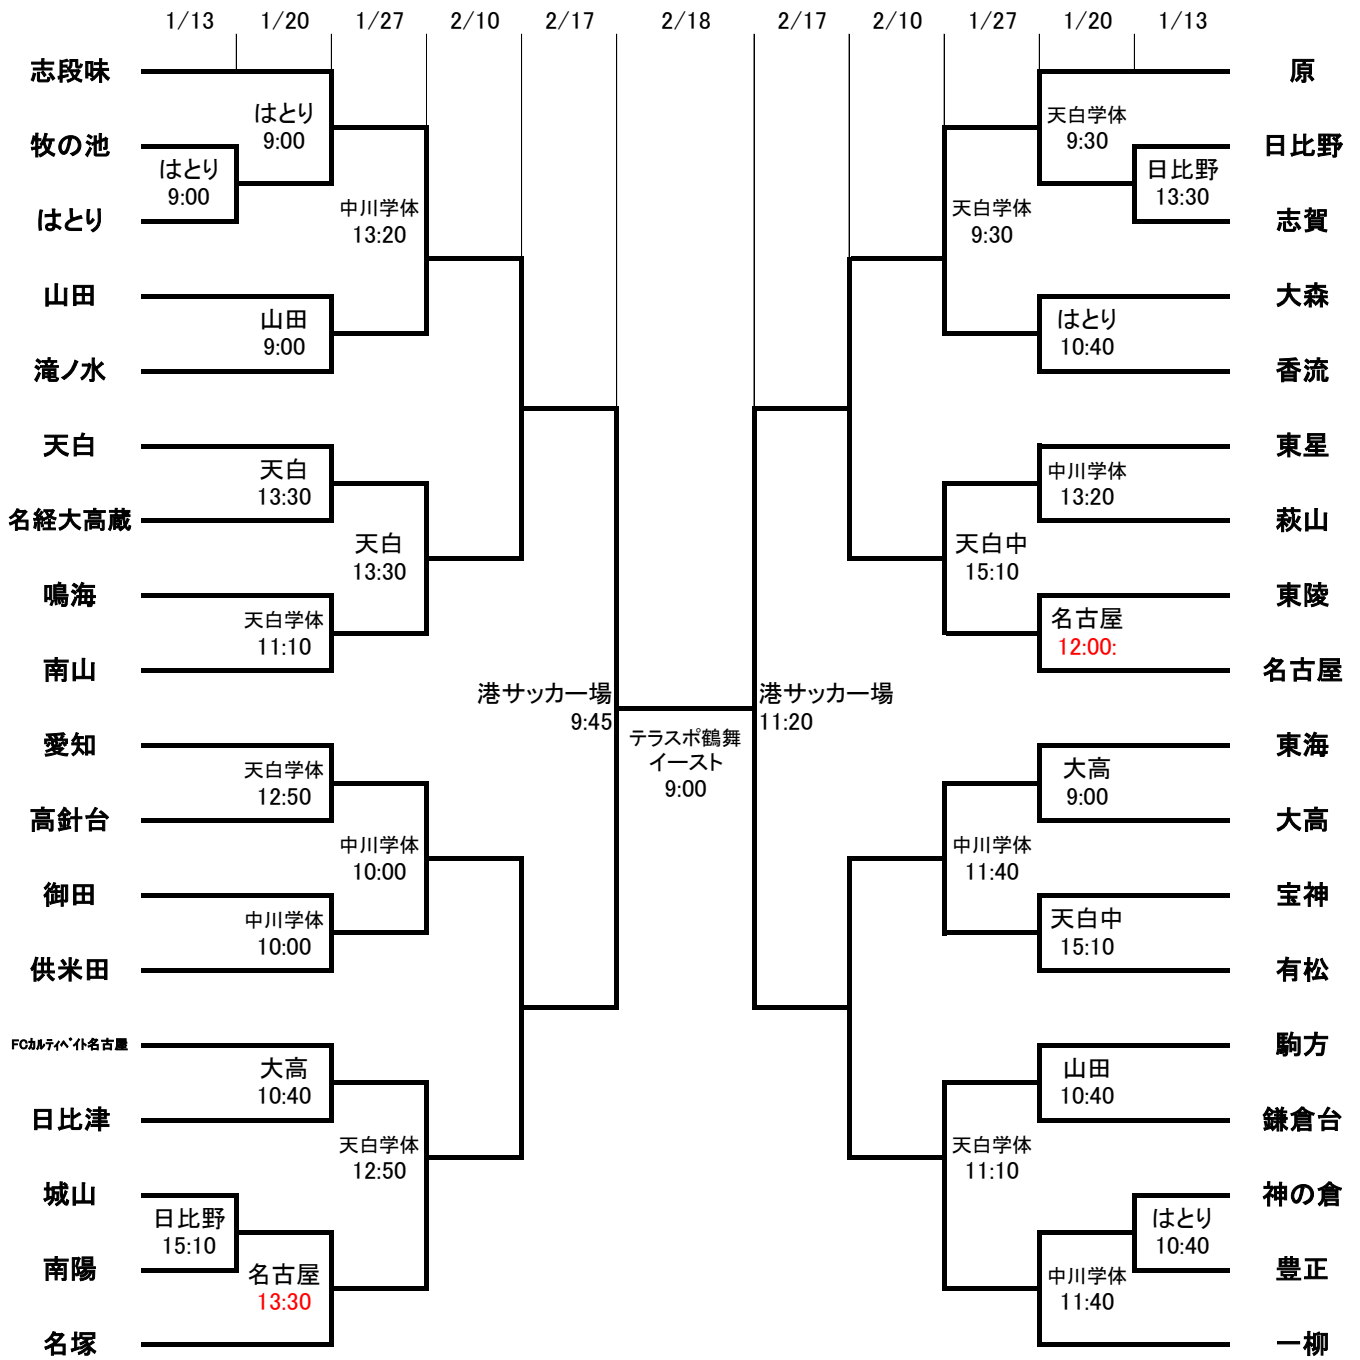 1/13 1/20 1/27 2/10 2/17 2/18 2/17 2/10 1/27 1/20 1/13
志段味
牧の池
はとり
山田
滝ノ水
天白
名経大高蔵
鳴海
南山
愛知
高針台
御田
供米田
FCカルティベイト名古屋
日比津
城山
南陽
名塚
はとり
9:00
日比野
15:10
はとり
9:00
山田
9:00
天白
13:30
天白学体
11:10
天白学体
12:50
中川学体
10:00
大高
10:40
名古屋
13:30
中川学体
13:20
天白
13:30
中川学体
10:00
天白学体
12:50
港サッカー場
9:45
テラスポ鶴舞
イースト
9:00
港サッカー場
11:20
天白学体
9:30
天白中
15:10
中川学体
11:40
天白学体
11:10
天白学体
9:30
はとり
10:40
中川学体
13:20
名古屋
12:00:
大高
9:00
天白中
15:10
山田
10:40
中川学体
11:40
日比野
13:30
はとり
10:40
原
日比野
志賀
大森
香流
東星
萩山
東陵
名古屋
東海
大高
宝神
有松
駒方
鎌倉台
神の倉
豊正
一柳